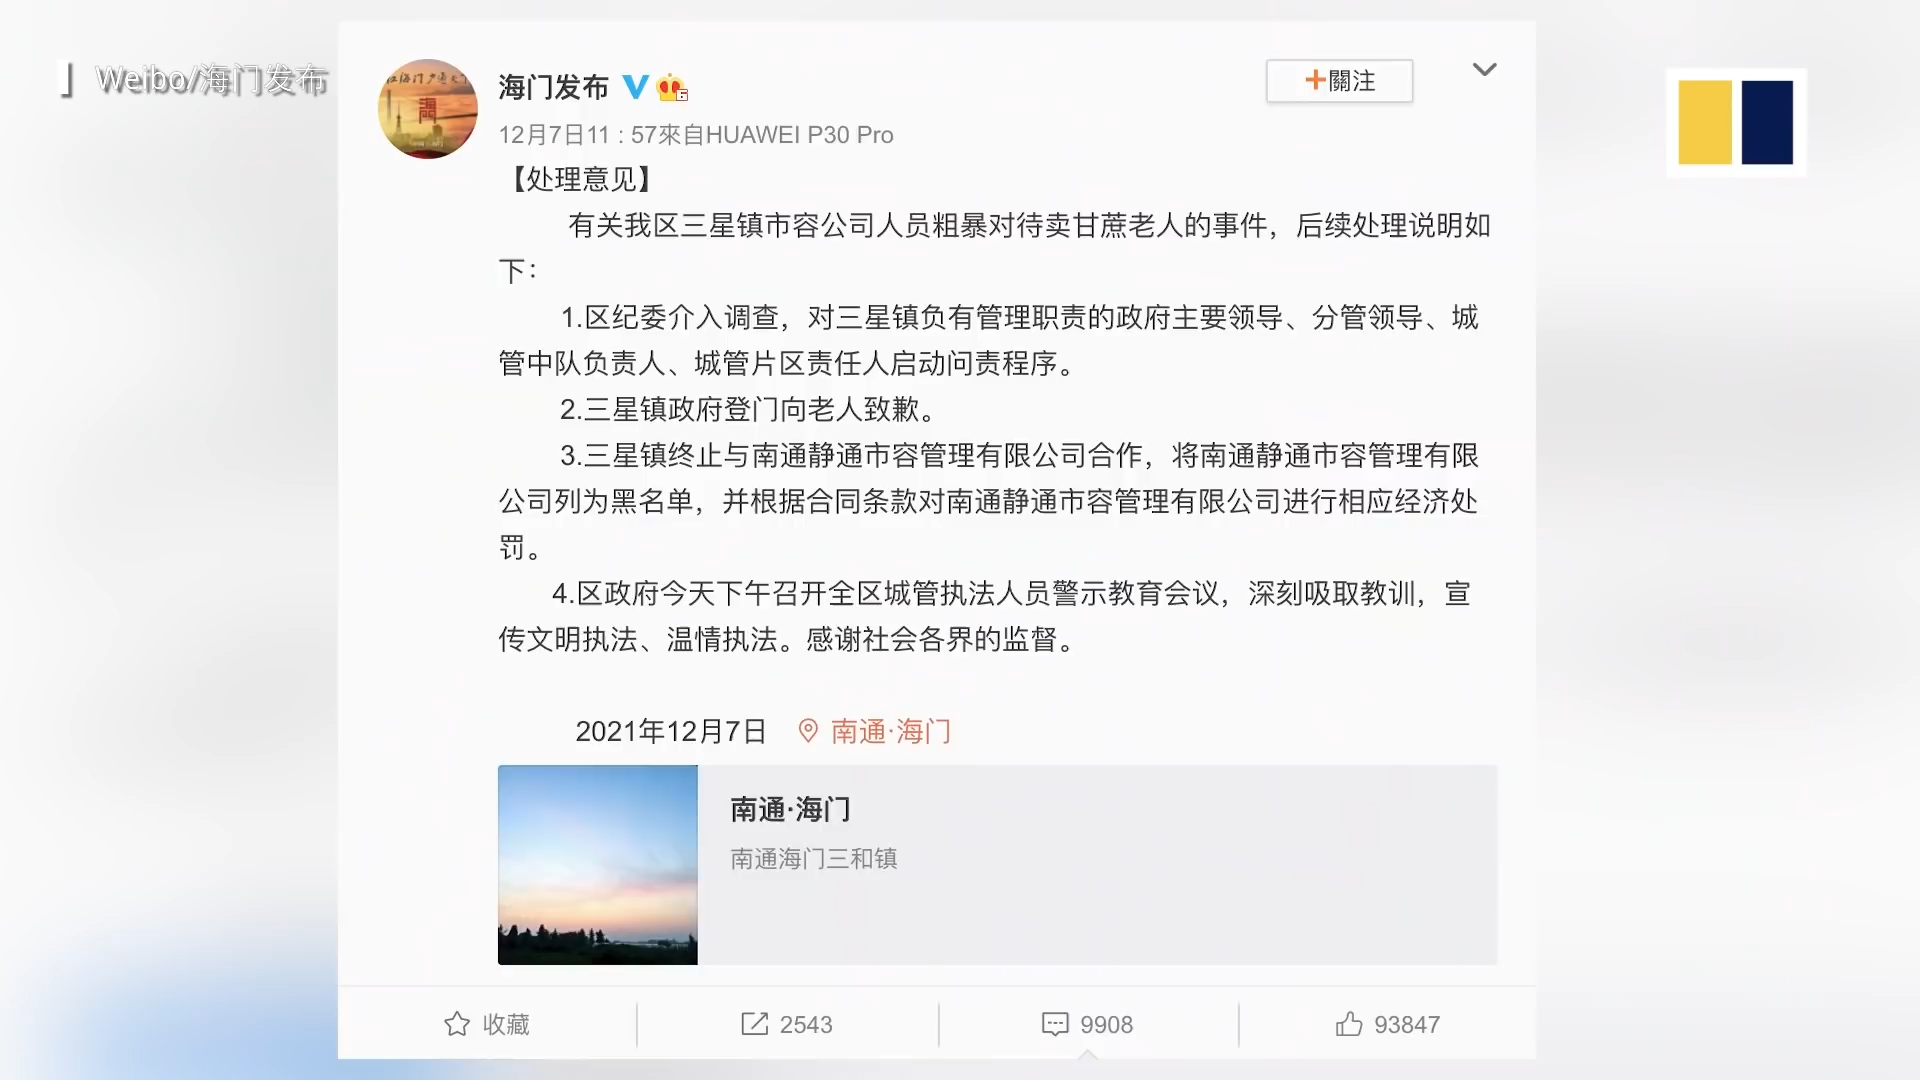 Weibo/海门发布
海门发布
+關注
12月7日11:57來自HUAWEI P30 Pro
【处理意见】
有关我区三星镇市容公司人员粗暴对待卖甘蔗老人的事件，后续处理说明如
下：
1.区纪委介入调查，对三星镇负有管理职责的政府主要领导、分管领导、城
管中队负责人、城管片区责任人启动问责程序。
2.三星镇政府登门向老人致歉。
3.三星镇终止与南通静通市容管理有限公司合作，将南通静通市容管理有限
公司列为黑名单，并根据合同条款对南通静通市容管理有限公司进行相应经济处
罚。
4.区政府今天下午召开全区城管执法人员警示教育会议，深刻吸取教训，宣
传文明执法、温情执法。感谢社会各界的监督。
2021年12月7日 南通·海门
南通·海门
南通海门三和镇
收藏 2543 9908 93847